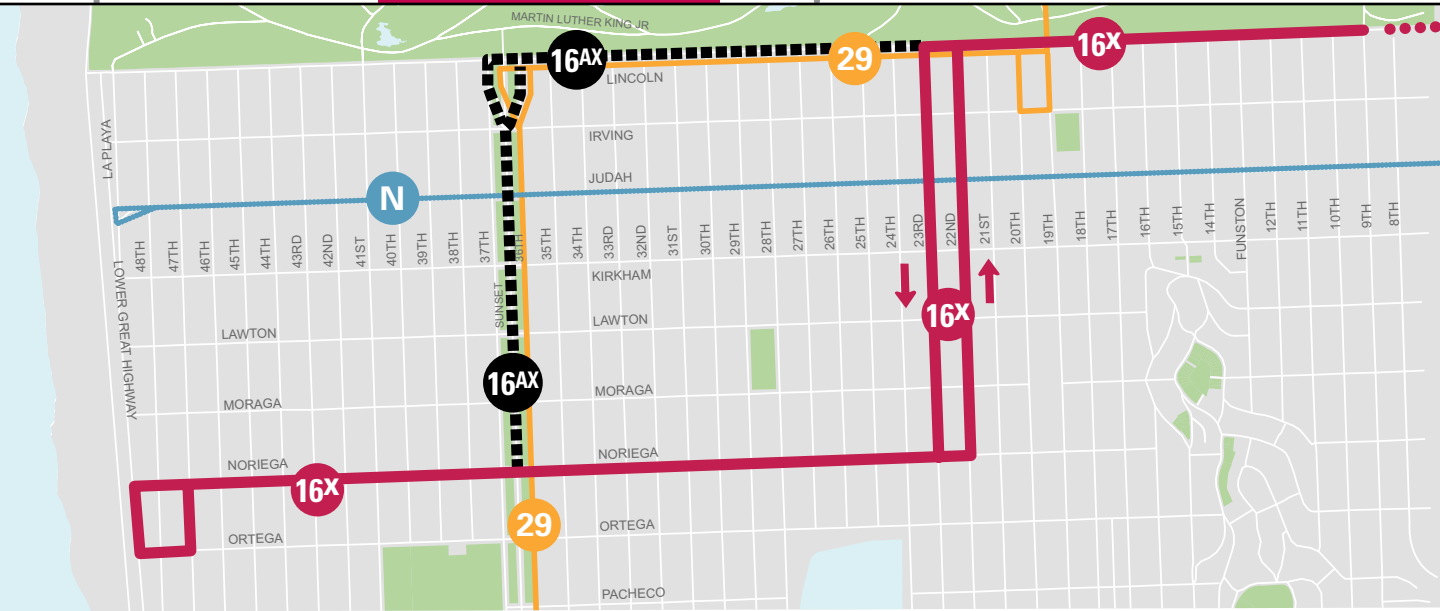 MARTIN LUTHER KING JR
16X
16AX
29
LINCOLN
IRVING
LA PLAYA
JUDAH
N
48TH
47TH
46TH
45TH
44TH
43RD
42ND
41ST
40TH
39TH
38TH
37TH
36TH
35TH
34TH
33RD
32ND
31ST
30TH
29TH
28TH
27TH
26TH
25TH
24TH
23RD
22ND
21ST
20TH
19TH
18TH
17TH
16TH
15TH
14TH
FUNSTON
12TH
11TH
10TH
9TH
8TH
LOWER GREAT HIGHWAY
SUNSET
KIRKHAM
LAWTON
LAWTON
16X
16AX
MORAGA
MORAGA
NORIEGA
NORIEGA
16X
29
ORTEGA
ORTEGA
PACHECO